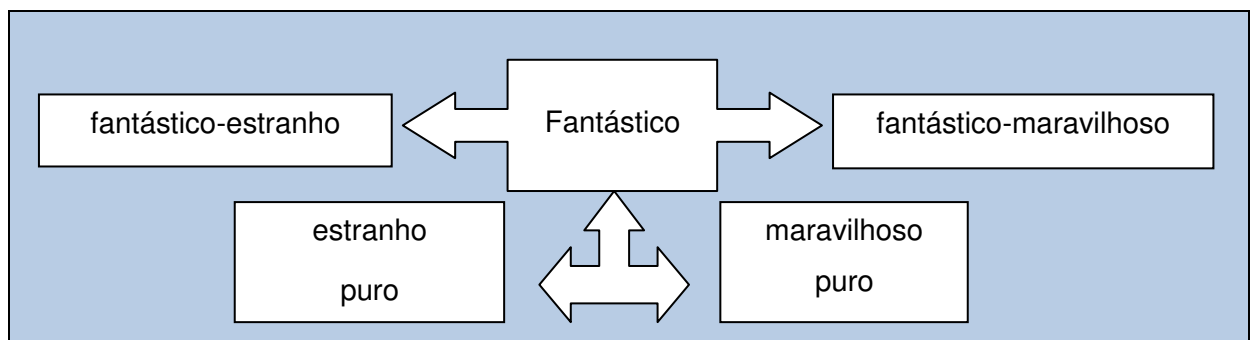 fantástico-estranho
Fantástico
fantástico-maravilhoso
estranho
puro
maravilhoso
puro